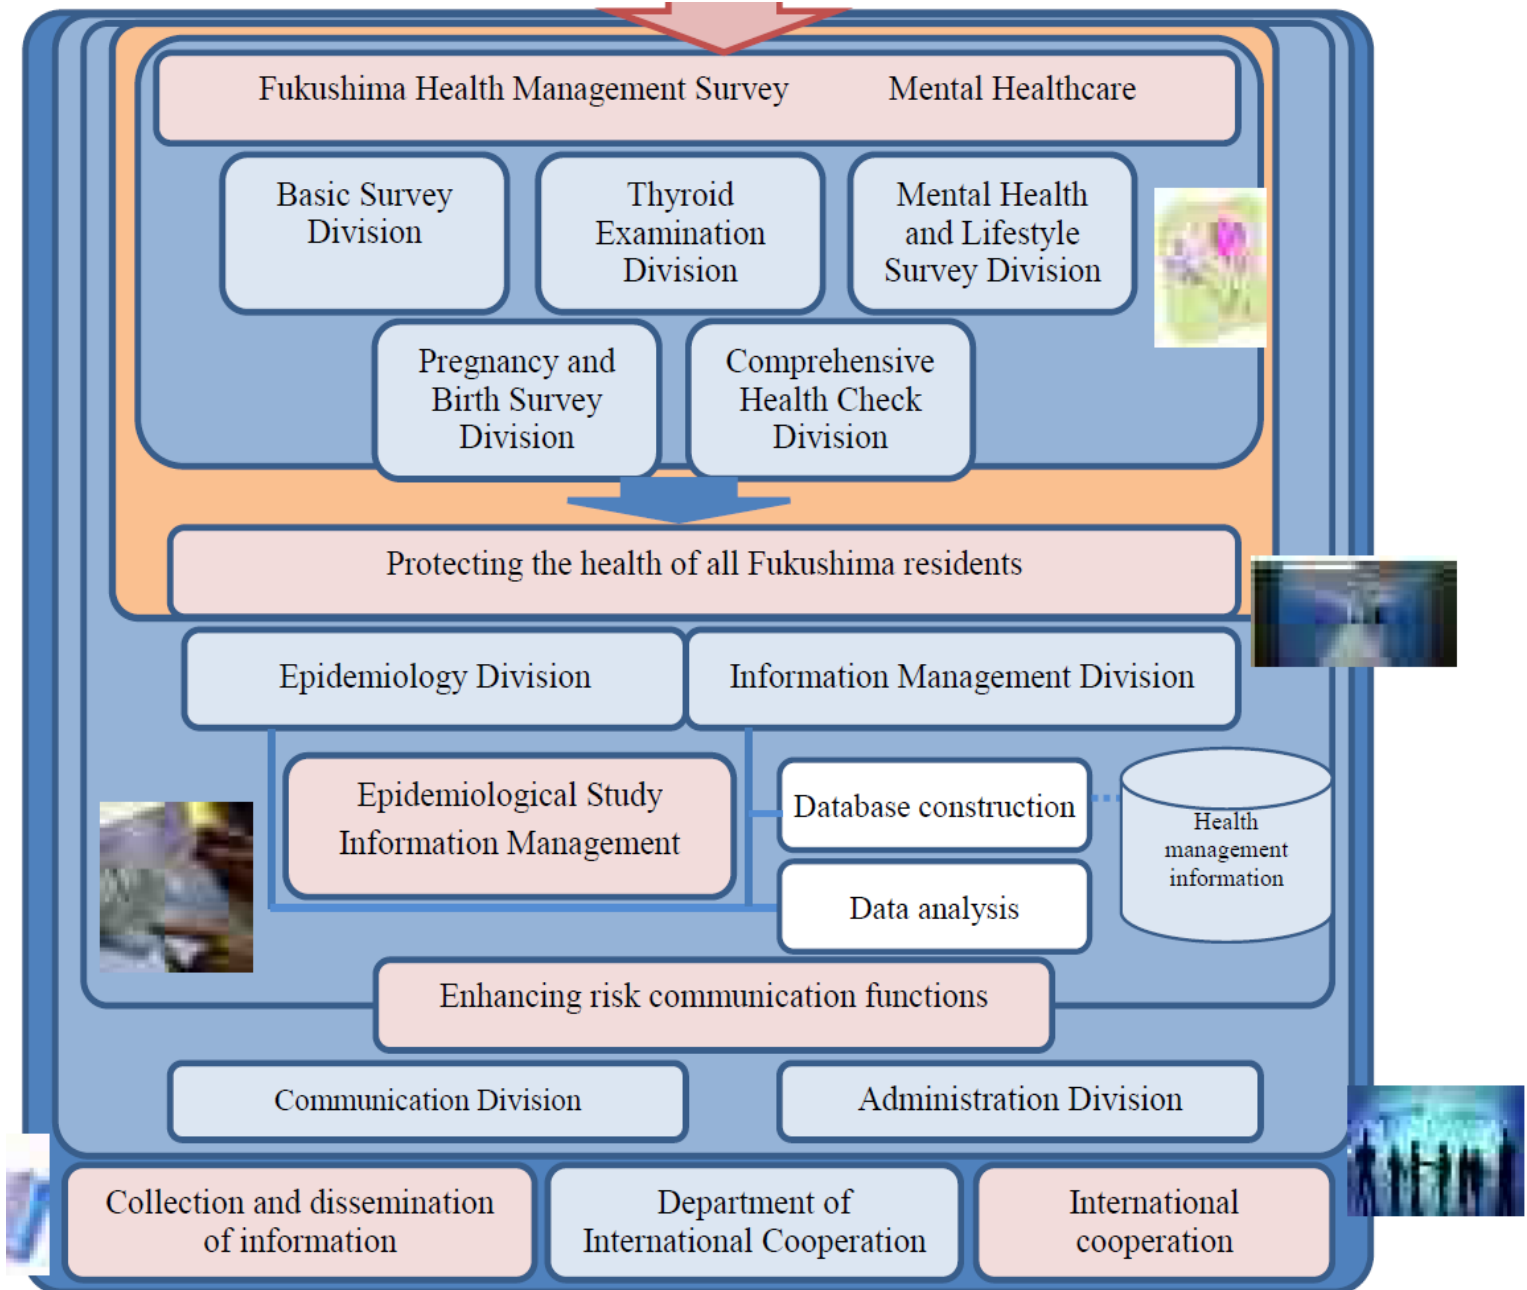 Fukushima Health Management Survey Mental Healthcare
Basic Survey
Division
Thyroid
Examination
Division
Mental Health
and Lifestyle
Survey Division
Pregnancy and
Birth Survey
Division
Comprehensive
Health Check
Division
Protecting the health of all Fukushima residents
Epidemiology Division
Information Management Division
Epidemiological Study
Information Management
Database construction
Health
management
information
Data analysis
Enhancing risk communication functions
Communication Division
Administration Division
Collection and dissemination
of information
Department of
International Cooperation
International
cooperation